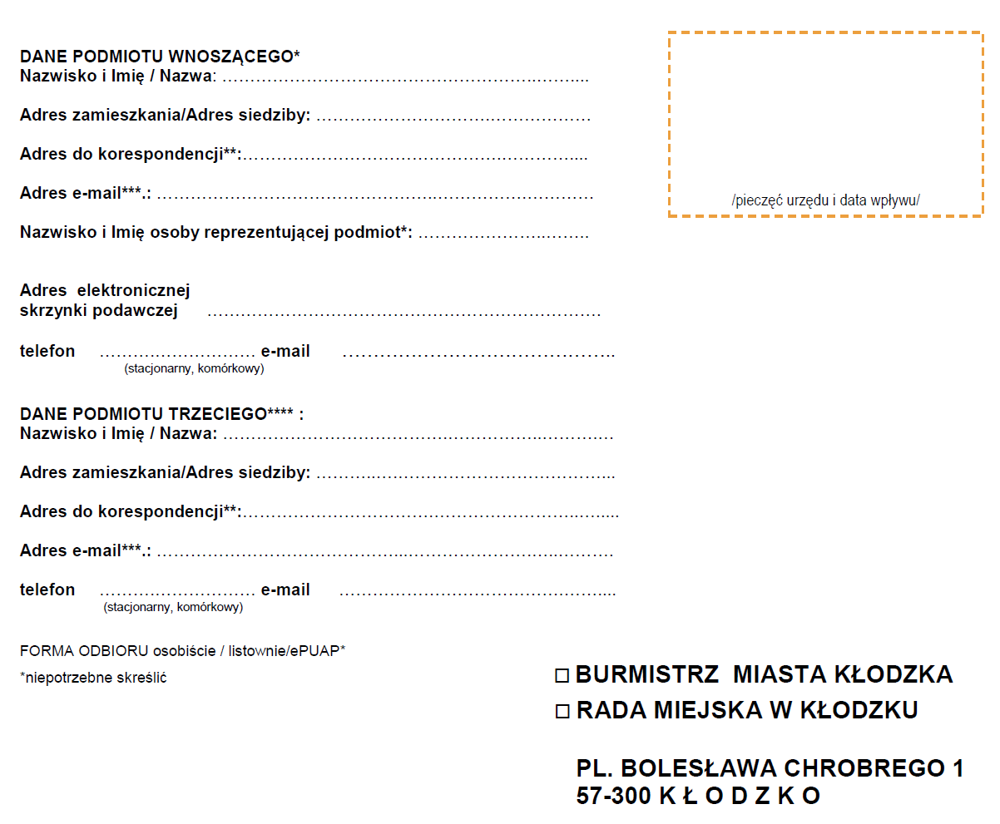 DANE PODMIOTU WNOSZĄCEGO*
Nazwisko i Imię / Nazwa: ……………………………………………………..……....
Adres zamieszkania/Adres siedziby: ………………………….………………
Adres do korespondencji**:……………………………………….…………....
Adres e-mail***.: …………………………………………..…………….…………
/pieczęć urzędu i data wpływu/
Nazwisko i Imię osoby reprezentującej podmiot*: …………………..……..
Adres  elektronicznej
skrzynki podawczej …………………………………………………………….
telefon ………………………. e-mail …………………………………….
(stacjonarny, komórkowy)
DANE PODMIOTU TRZECIEGO**** :
Nazwisko i Imię / Nazwa: ………………………………….……………..……….…
Adres zamieszkania/Adres siedziby: ………..….………………………………...
Adres do korespondencji**:…………………………….……………………..…....
Adres e-mail***.: ……………………………………...……………………….……….
telefon ………………………. e-mail ………………………………………...
(stacjonarny, komórkowy)
FORMA ODBIORU osobiście / listownie/ePUAP*
*niepotrzebne skreślić
□ BURMISTRZ  MIASTA KŁODZKA
□ RADA MIEJSKA W KŁODZKU
PL. BOLESŁAWA CHROBREGO 1
57-300 K Ł O D Z K O